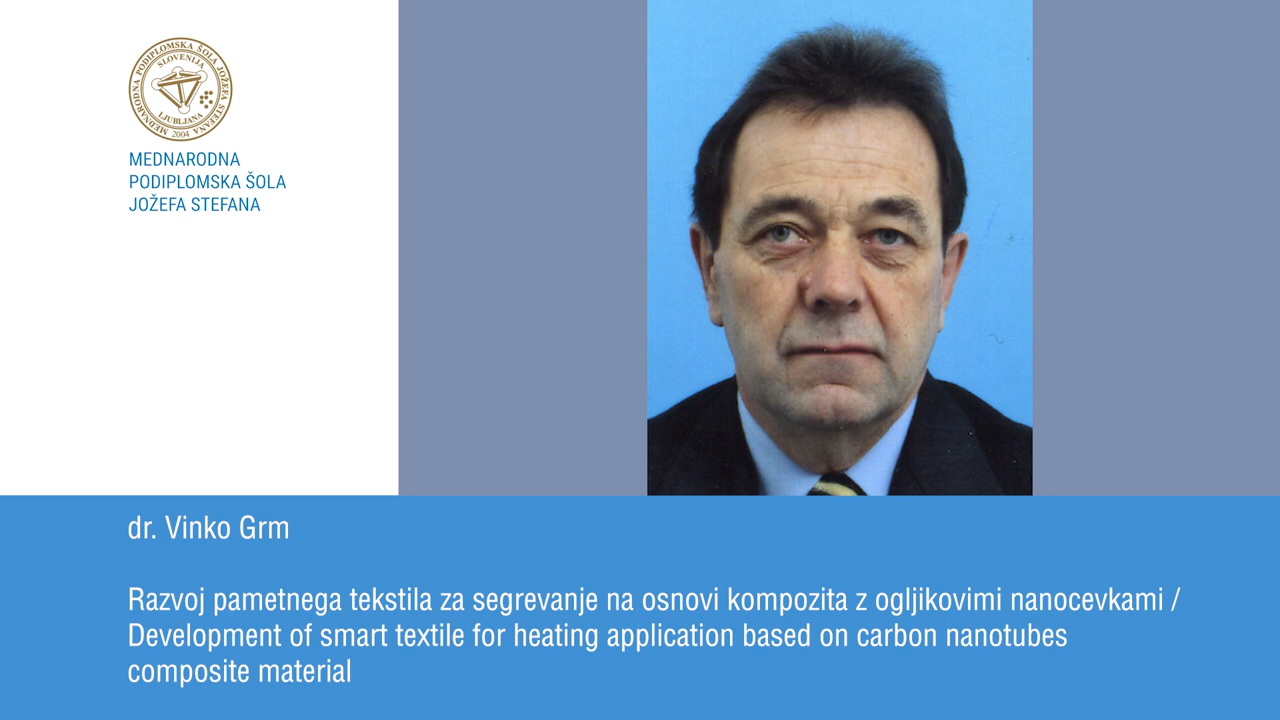 MEDNARODNA PODIPLOMSKA ŠOLA JOŽEFA STEFANA
SLOVENIJA
LJUBLJANA
2004
MEDNARODNA
PODIPLOMSKA ŠOLA
JOŽEFA STEFANA
dr. Vinko Grm
Razvoj pametnega tekstila za segrevanje na osnovi kompozita z ogljikovimi nanocevkami /
Development of smart textile for heating application based on carbon nanotubes
composite material